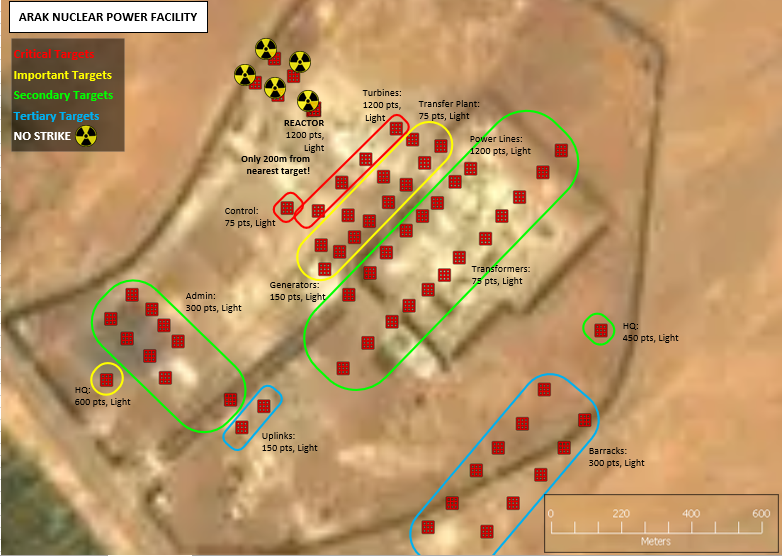 ARAK NUCLEAR POWER FACILITY
Critical Targets
Important Targets
Secondary Targets
Tertiary Targets
NO STRIKE
REACTOR
1200 pts,
Light
Only 200m from
nearest target!
Turbines:
1200 pts,
Light
Transfer Plant:
75 pts, Light
Power Lines:
1200 pts, Light
Control:
75 pts, Light
Generators:
150 pts, Light
Transformers:
75 pts, Light
Admin:
300 pts, Light
HQ:
600 pts, Light
HQ:
450 pts, Light
Uplinks:
150 pts, Light
Barracks:
300 pts, Light
0 220 400 600
Meters